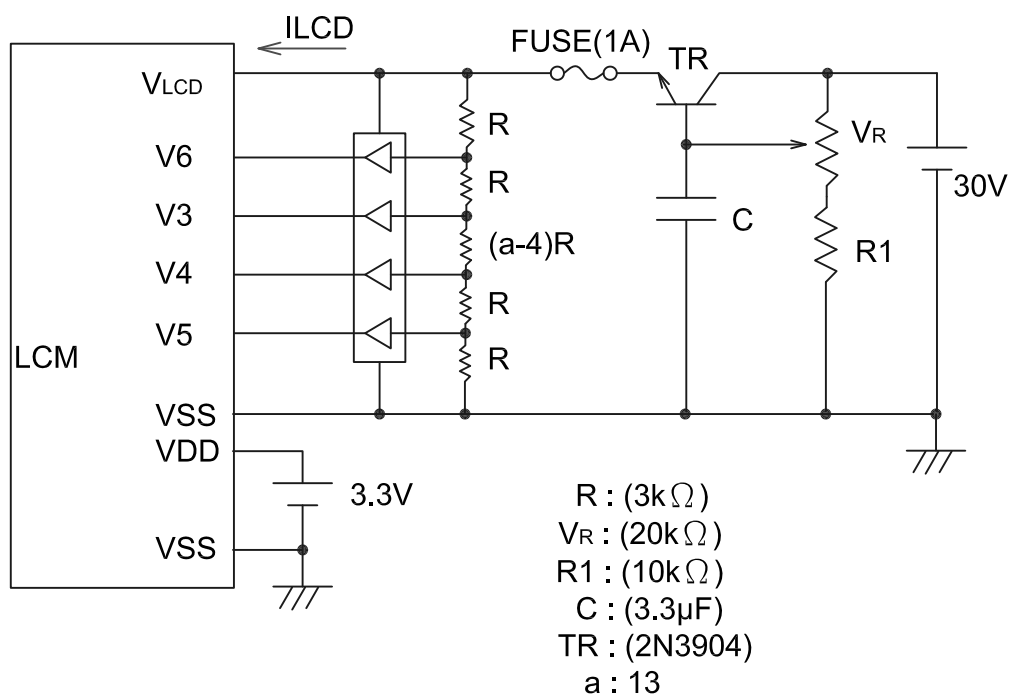 ILCD
FUSE(1A)
TR
VLCD
R
VR
V6
R
30V
V3
C
(a-4)R
R1
V4
R
V5
LCM
R
VSS
VDD
3.3V
VSS
R : (3kΩ)
VR : (20kΩ)
R1 : (10kΩ)
C : (3.3μF)
TR : (2N3904)
a : 13